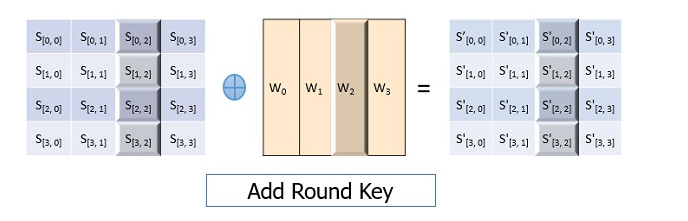 S[0, 0] S[0, 1] S[0, 2] S[0, 3] S'[0, 0] S'[0, 1] S'[0, 2] S'[0, 3]
S[1, 0] S[1, 1] S[1, 2] S[1, 3] W0 W1 W2 W3 = S'[1, 0] S'[1, 1] S'[1, 2] S'[1, 3]
S[2, 0] S[2, 1] S[2, 2] S[2, 3] S'[2, 0] S'[2, 1] S'[2, 2] S'[2, 3]
S[3, 0] S[3, 1] S[3, 2] S[3, 3] S'[3, 0] S'[3, 1] S'[3, 2] S'[3, 3]
Add Round Key